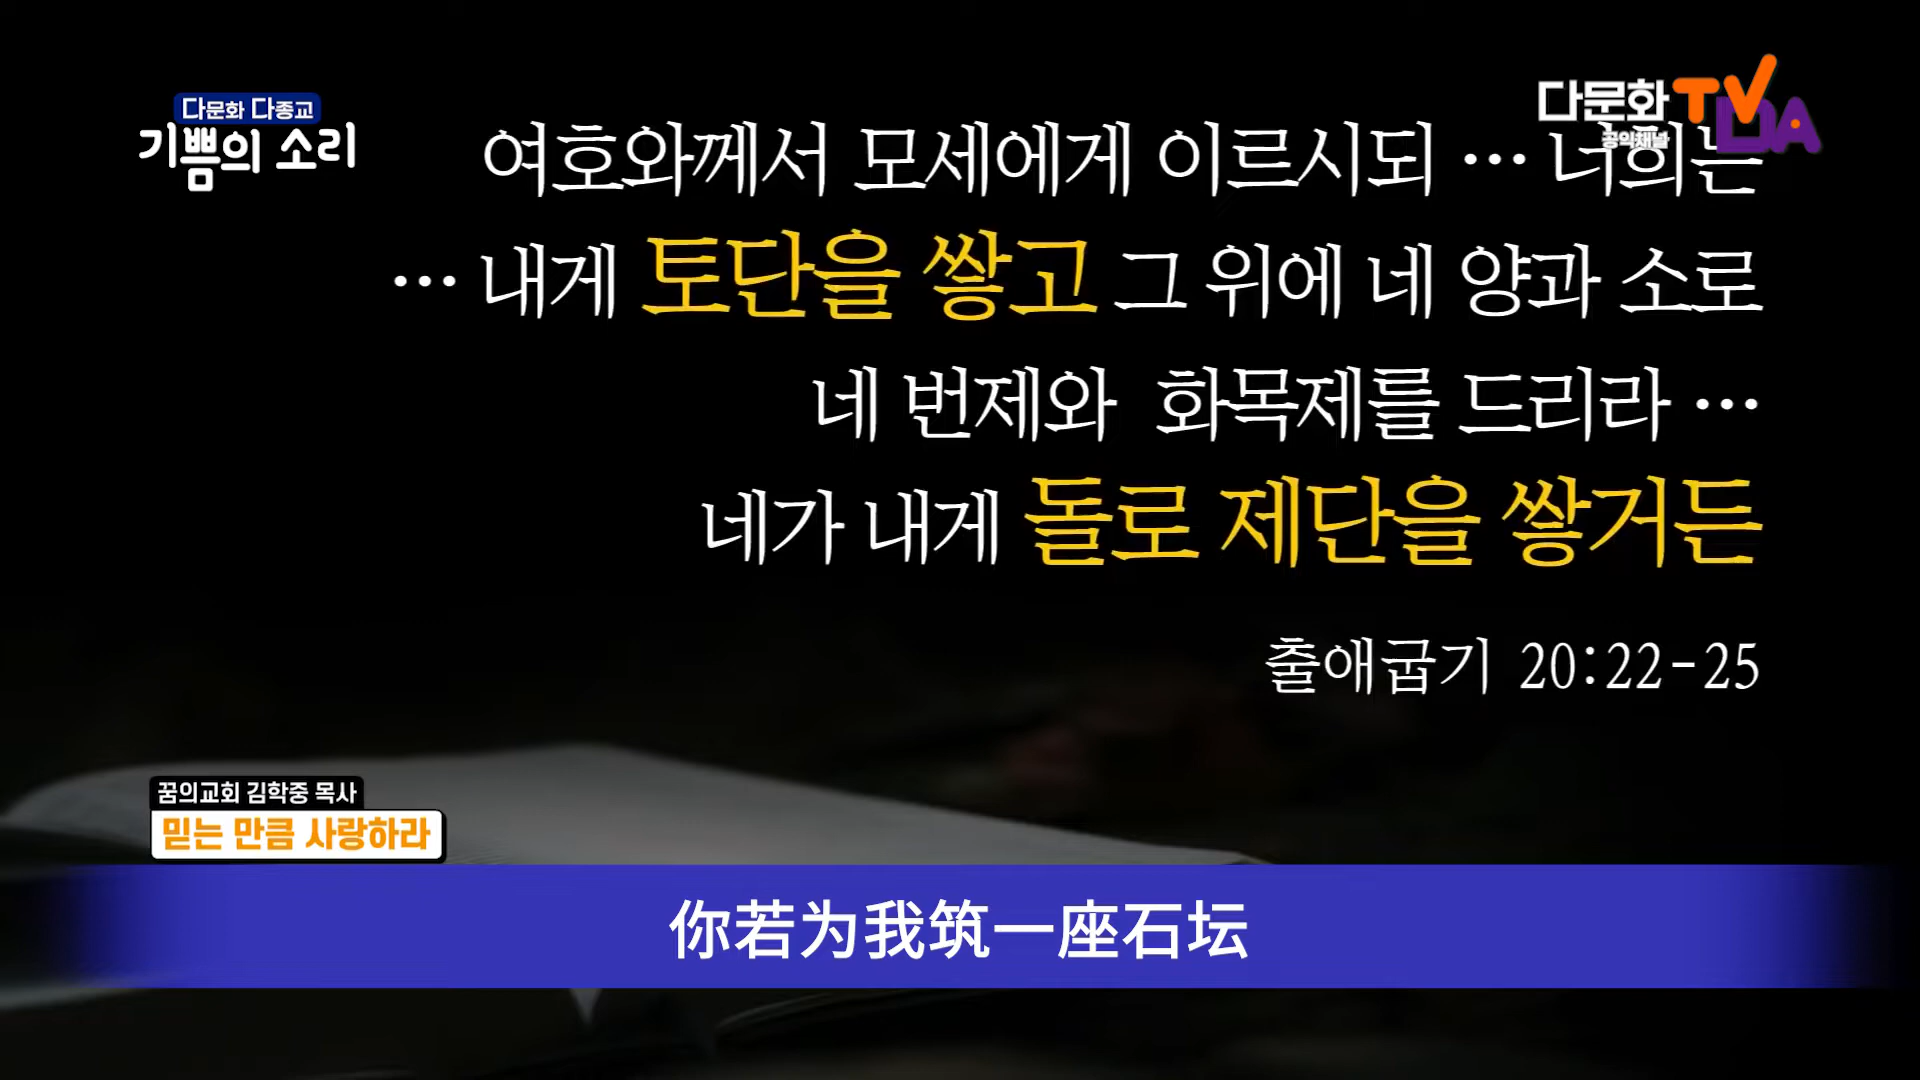 다문화 다종교
기쁨의 소리
다문화 TV
공익채널 DA
여호와께서 모세에게 이르시되 … 너희는
… 내게 토단을 쌓고 그 위에 네 양과 소로
네 번제와 화목제를 드리라 …
네가 내게 돌로 제단을 쌓거든
출애굽기 20:22-25
꿈의교회 김학중 목사
믿는 만큼 사랑하라
你若为我筑一座石坛